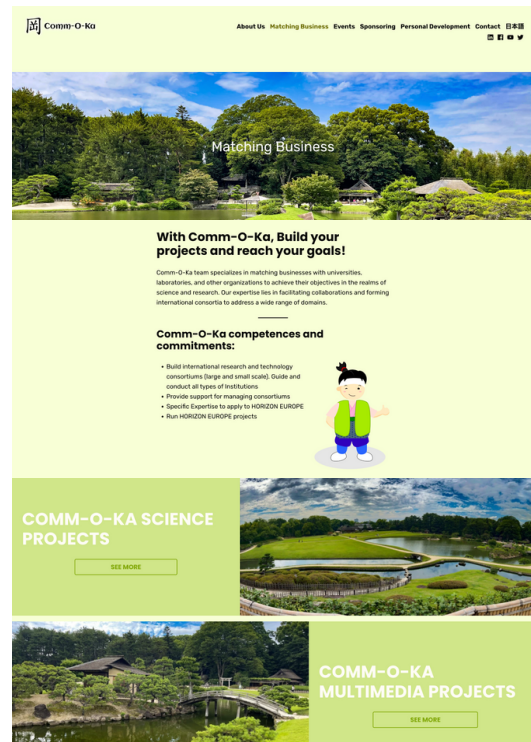 Comm-O-Ka
About Us Matching Business Events Sponsoring Personal Development Contact 日本語
Matching Business
With Comm-O-Ka, Build your
projects and reach your goals!
Comm-O-Ka team specializes in matching businesses with universities,
laboratories, and other organizations to achieve their objectives in the realms of
science and research. Our expertise lies in facilitating collaborations and forming
international consortia to address a wide range of domains.
Comm-O-Ka competences and
commitments:
• Build international research and technology
consortiums (large and small scale). Guide and
conduct all types of Institutions
• Provide support for managing consortiums
• Specific Expertise to apply to HORIZON EUROPE
• Run HORIZON EUROPE projects
COMM-O-KA SCIENCE
PROJECTS
SEE MORE
COMM-O-KA
MULTIMEDIA PROJECTS
SEE MORE